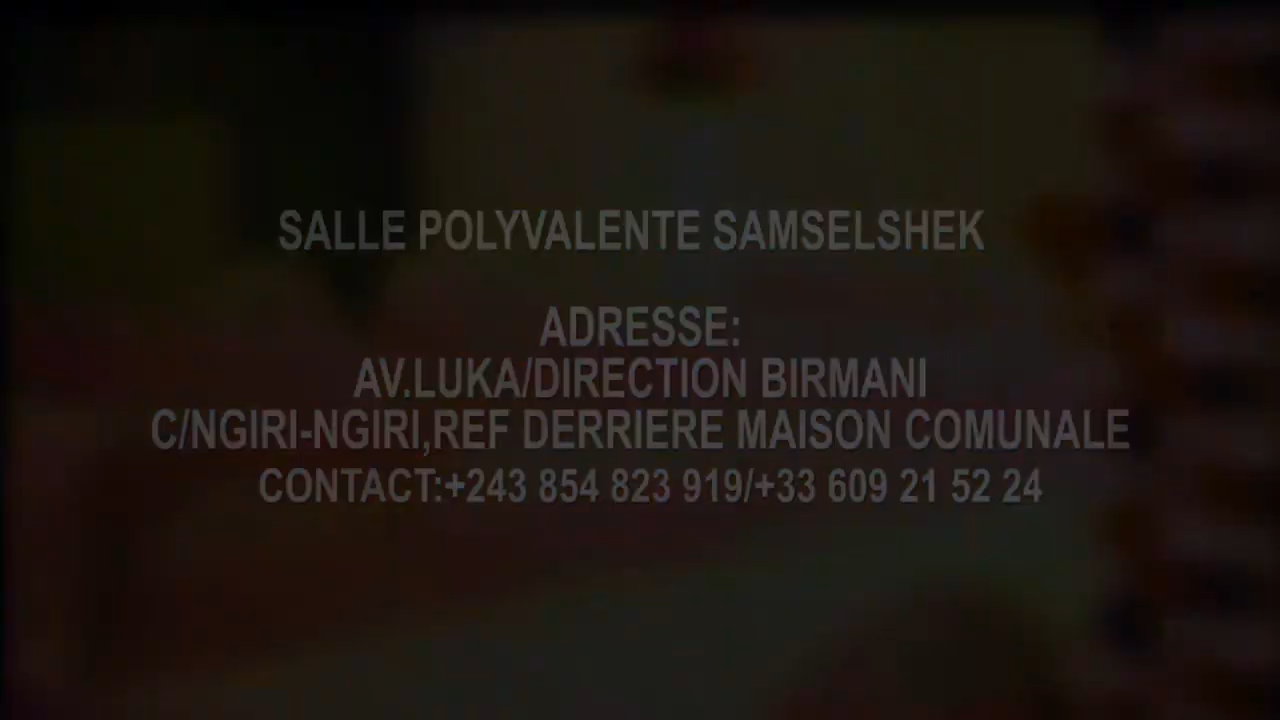 SALLE POLYVALENTE SAMSELSHEK
ADRESSE:
AV.LUKA/DIRECTION BIRMANI
C/NGIRI-NGIRI,REF DERRIERE MAISON COMUNALE
CONTACT:+243 854 823 919/+33 609 21 52 24